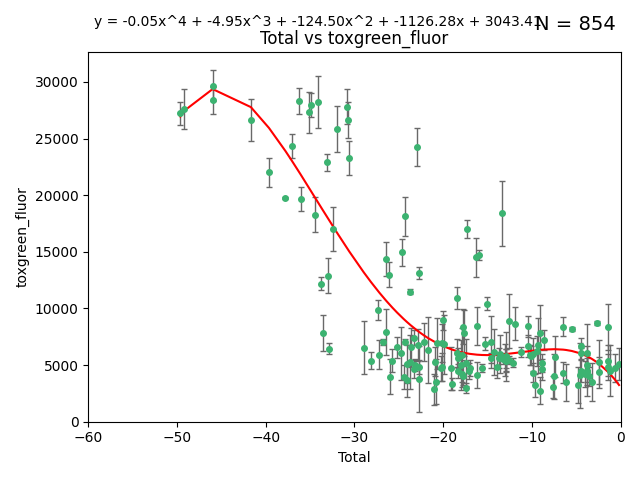 y = -0.05x^4 + -4.95x^3 + -124.50x^2 + -1126.28x + 3043.41
N = 854
Total vs toxgreen_fluor
30000
25000
20000
15000
10000
5000
0
toxgreen_fluor
−60 −50 −40 −30 −20 −10 0
Total